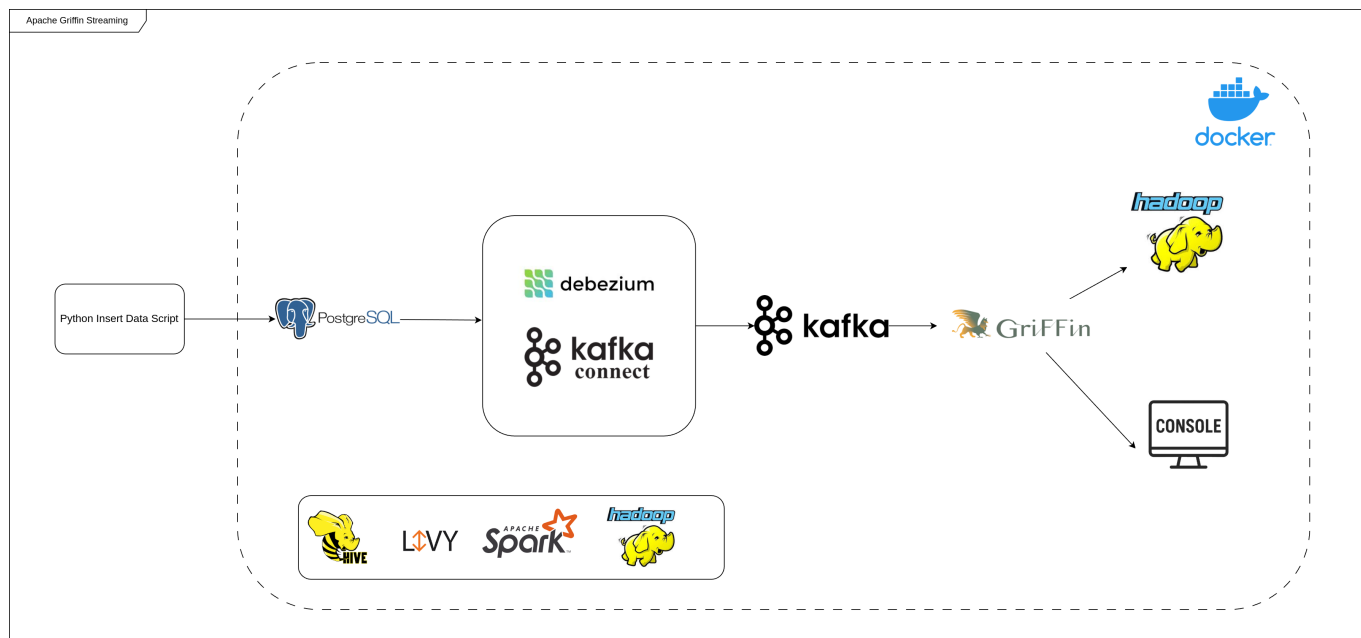 Apache Griffin Streaming
docker
hadoop
debezium
Python Insert Data Script
PostgreSQL
kafka
connect
kafka
GriFFin
CONSOLE
HIVE
LIVY
APACHE
Spark
hadoop